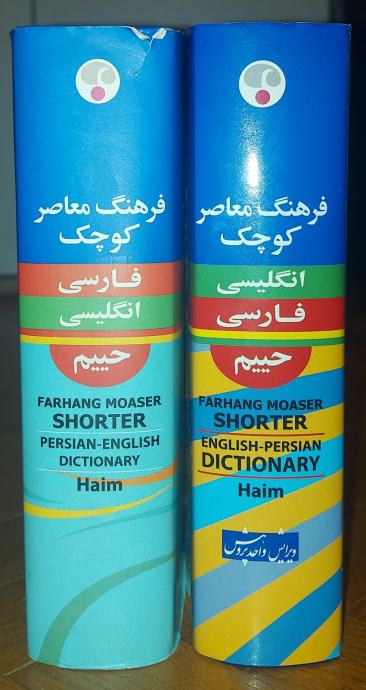 فرهنگ معاصر
کوچک
فارسی
انگلیسی
حییم
FARHANG MOASER
SHORTER
PERSIAN-ENGLISH
DICTIONARY
Haim
فرهنگ معاصر
کوچک
انگلیسی
فارسی
حییم
FARHANG MOASER
SHORTER
ENGLISH-PERSIAN
DICTIONARY
Haim
ویرایش واحد پژوهش